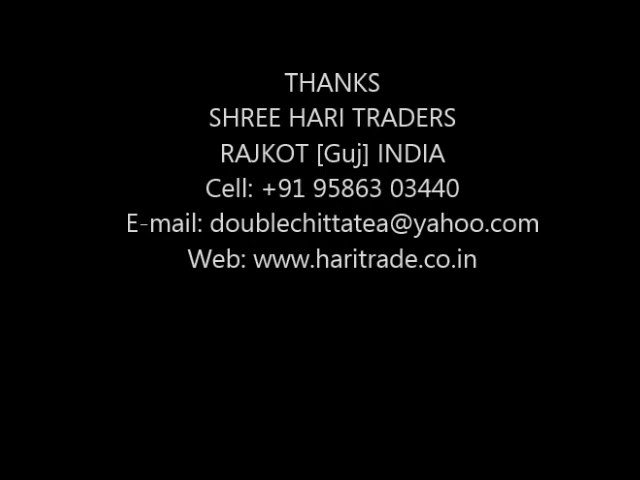 THANKS
SHREE HARI TRADERS
RAJKOT [Guj] INDIA
Cell: +91 95863 03440
E-mail: doublechittatea@yahoo.com
Web: www.haritrade.co.in